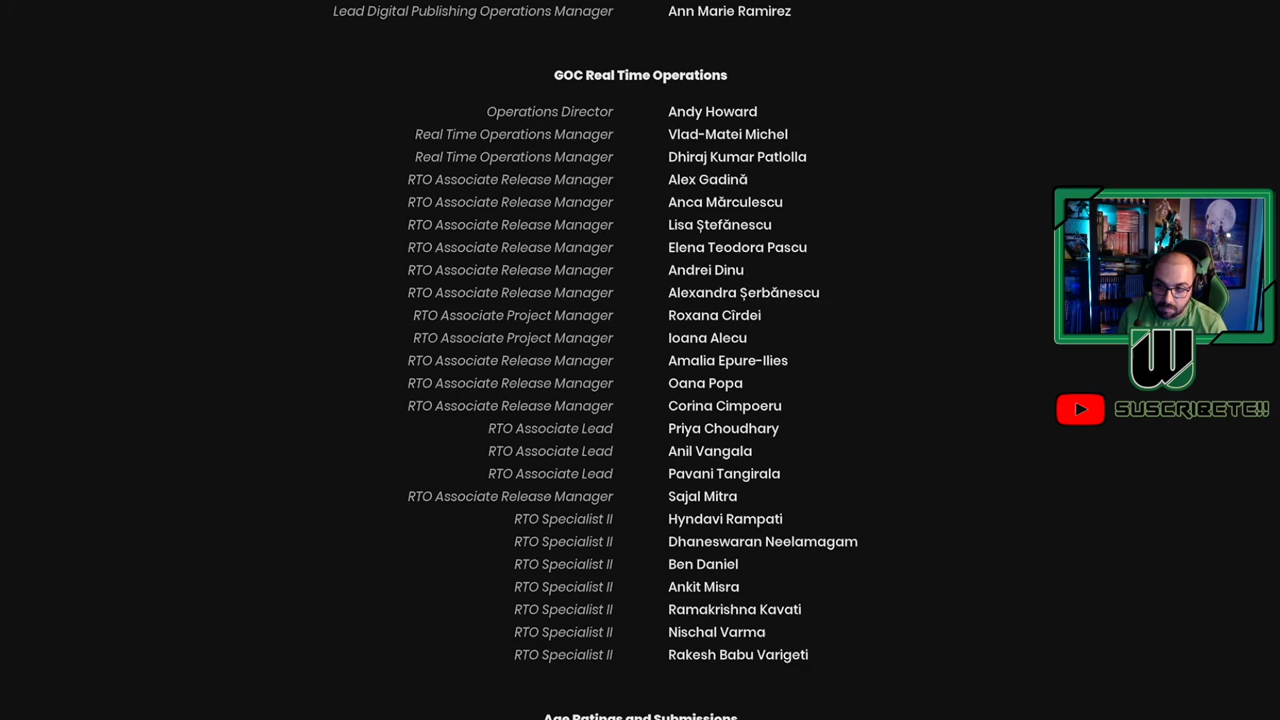 Lead Digital Publishing Operations Manager Ann Marie Ramirez
GOC Real Time Operations
Operations Director Andy Howard
Real Time Operations Manager Vlad-Matei Michel
Real Time Operations Manager Dhiraj Kumar Patlolla
RTO Associate Release Manager Alex Gadină
RTO Associate Release Manager Anca Mărculescu
RTO Associate Release Manager Lisa Ștefănescu
RTO Associate Release Manager Elena Teodora Pascu
RTO Associate Release Manager Andrei Dinu
RTO Associate Release Manager Alexandra Șerbănescu
RTO Associate Project Manager Roxana Cîrdei
RTO Associate Project Manager Ioana Alecu
RTO Associate Release Manager Amalia Epure-Ilies
RTO Associate Release Manager Oana Popa
RTO Associate Release Manager Corina Cimpoeru
RTO Associate Lead Priya Choudhary
RTO Associate Lead Anil Vangala
RTO Associate Lead Pavani Tangirala
RTO Associate Release Manager Sajal Mitra
RTO Specialist II Hyndavi Rampati
RTO Specialist II Dhaneswaran Neelamagam
RTO Specialist II Ben Daniel
RTO Specialist II Ankit Misra
RTO Specialist II Ramakrishna Kavati
RTO Specialist II Nischal Varma
RTO Specialist II Rakesh Babu Varigeti
Age Ratings and Submissions
W
SUSCRIBETE!!